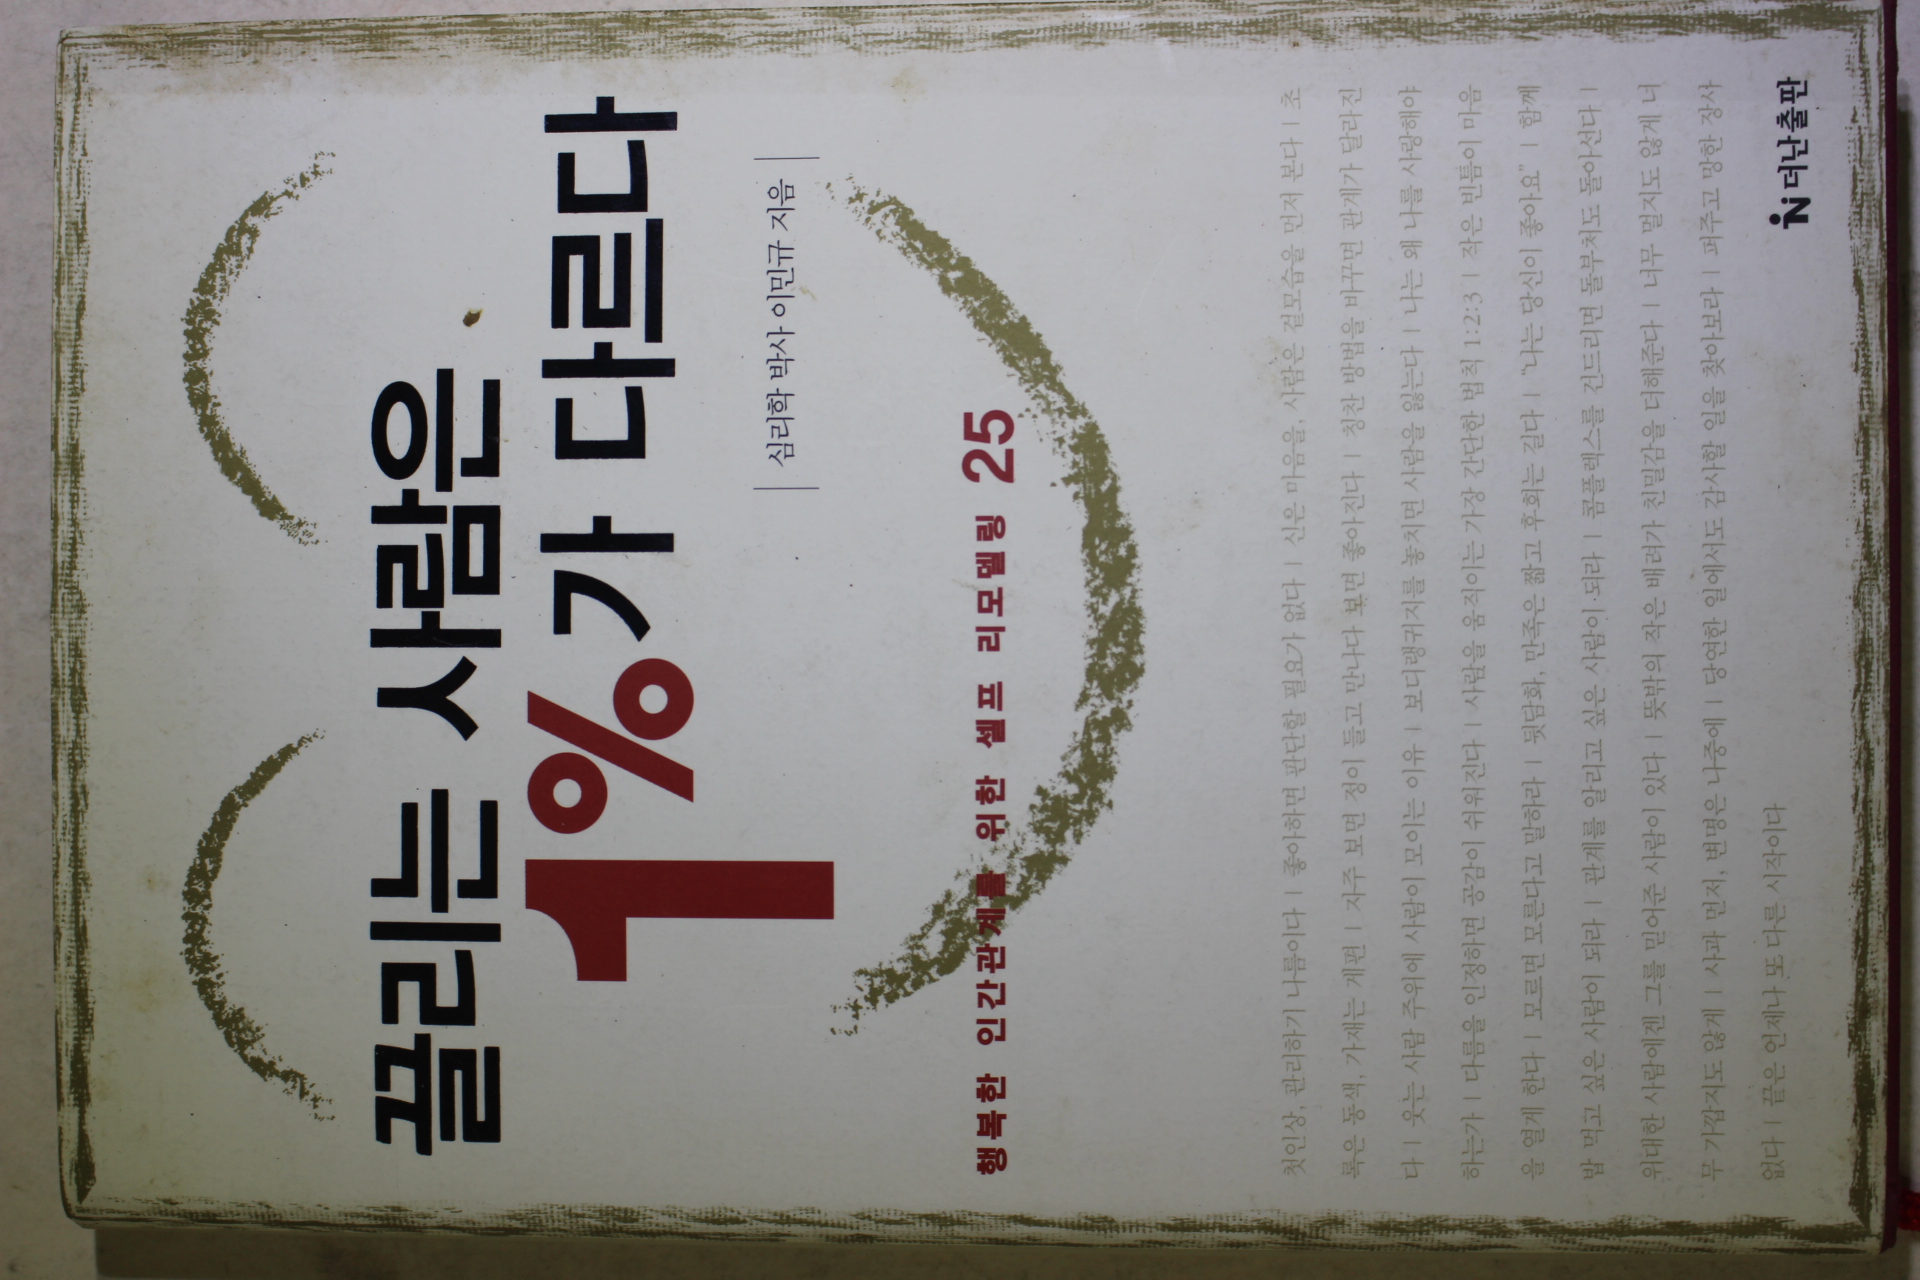 끌리는 사람은
1%가 다르다
심리학 박사 이민규 지음
행복한 인간관계를 위한 셀프 리모델링 25
첫인상, 관리하기 나름이다 | 좋아하면 판단할 필요가 없다 | 신은 마음을, 사람은 겉모습을 먼저 본다 | 초
록은 동색, 가재는 게편 | 자주 보면 정이 들고 만나다 보면 좋아진다 | 칭찬 방법을 바꾸면 관계가 달라진
다 | 웃는 사람 주위에 사람이 모이는 이유 | 보디랭귀지를 놓치면 사람을 잃는다 | 나는 왜 나를 사랑해야
하는가 | 다름을 인정하면 공감이 쉬워진다 | 사람을 움직이는 가장 간단한 법칙 1:2:3 | 작은 빈틈이 마음
을 열게 한다 | 모르면 모른다고 말하라 | 뒷담화, 만족은 짧고 후회는 길다 | "나는 당신이 좋아요" | 함께
밥 먹고 싶은 사람이 되라 | 관계를 알리고 싶은 사람이 되라 | 콤플렉스를 건드리면 돌부처도 돌아선다 |
위대한 사람에겐 그를 믿어준 사람이 있다 | 뜻밖의 작은 배려가 친밀감을 더해준다 | 너무 멀지도 않게 너
무 가깝지도 않게 | 사과 먼저, 변명은 나중에 | 당연한 일에서도 감사할 일을 찾아보라 | 퍼주고 망한 장사
없다 | 끝은 언제나 또 다른 시작이다
더난출판